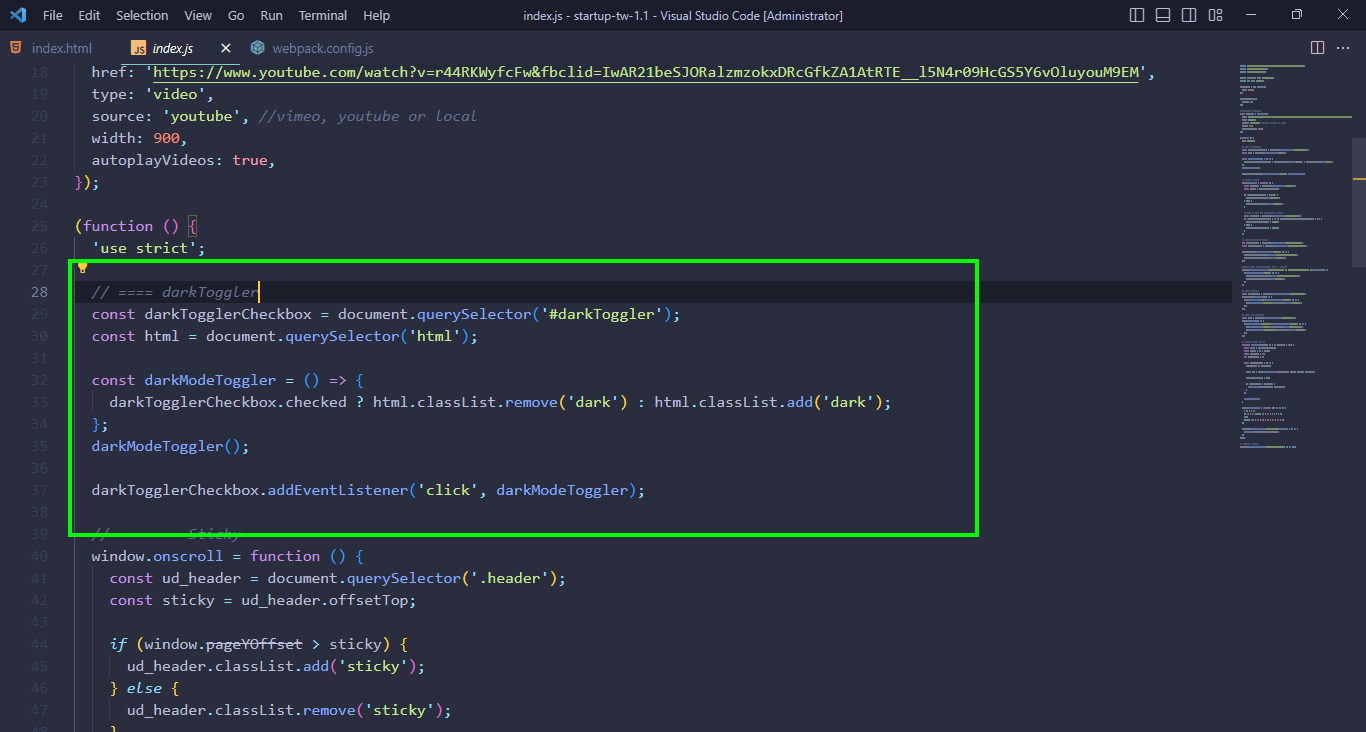 File Edit Selection View Go Run Terminal Help index.js - startup-tw-1.1 - Visual Studio Code [Administrator]
index.html JS index.js webpack.config.js
18 href: 'https://www.youtube.com/watch?v=r44RKWyfcFw&fbclid=IwAR21beSJORalzmzokxDRcGfkZA1AtRTE__l5N4r09HcGS5Y6vOluyouM9EM',
19 type: 'video',
20 source: 'youtube', //vimeo, youtube or local
21 width: 900,
22 autoplayVideos: true,
23 });
24
25 (function () {
26 'use strict';
27
28 // ==== darkToggler
29 const darkTogglerCheckbox = document.querySelector('#darkToggler');
30 const html = document.querySelector('html');
31
32 const darkModeToggler = () => {
33 darkTogglerCheckbox.checked ? html.classList.remove('dark') : html.classList.add('dark');
34 };
35 darkModeToggler();
36
37 darkTogglerCheckbox.addEventListener('click', darkModeToggler);
38
39 // Sticky
40 window.onscroll = function () {
41 const ud_header = document.querySelector('.header');
42 const sticky = ud_header.offsetTop;
43
44 if (window.pageYOffset > sticky) {
45 ud_header.classList.add('sticky');
46 } else {
47 ud_header.classList.remove('sticky');
48 }